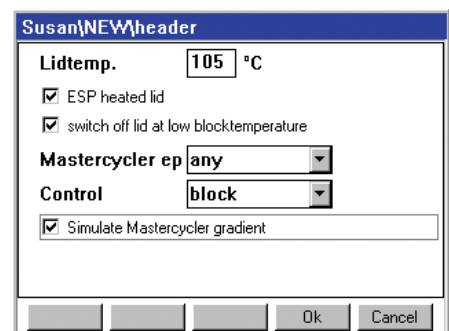 Susan\NEW\header
Lidtemp. 105 °C
ESP heated lid
switch off lid at low blocktemperature
Mastercycler ep any
Control block
Simulate Mastercycler gradient
Ok Cancel